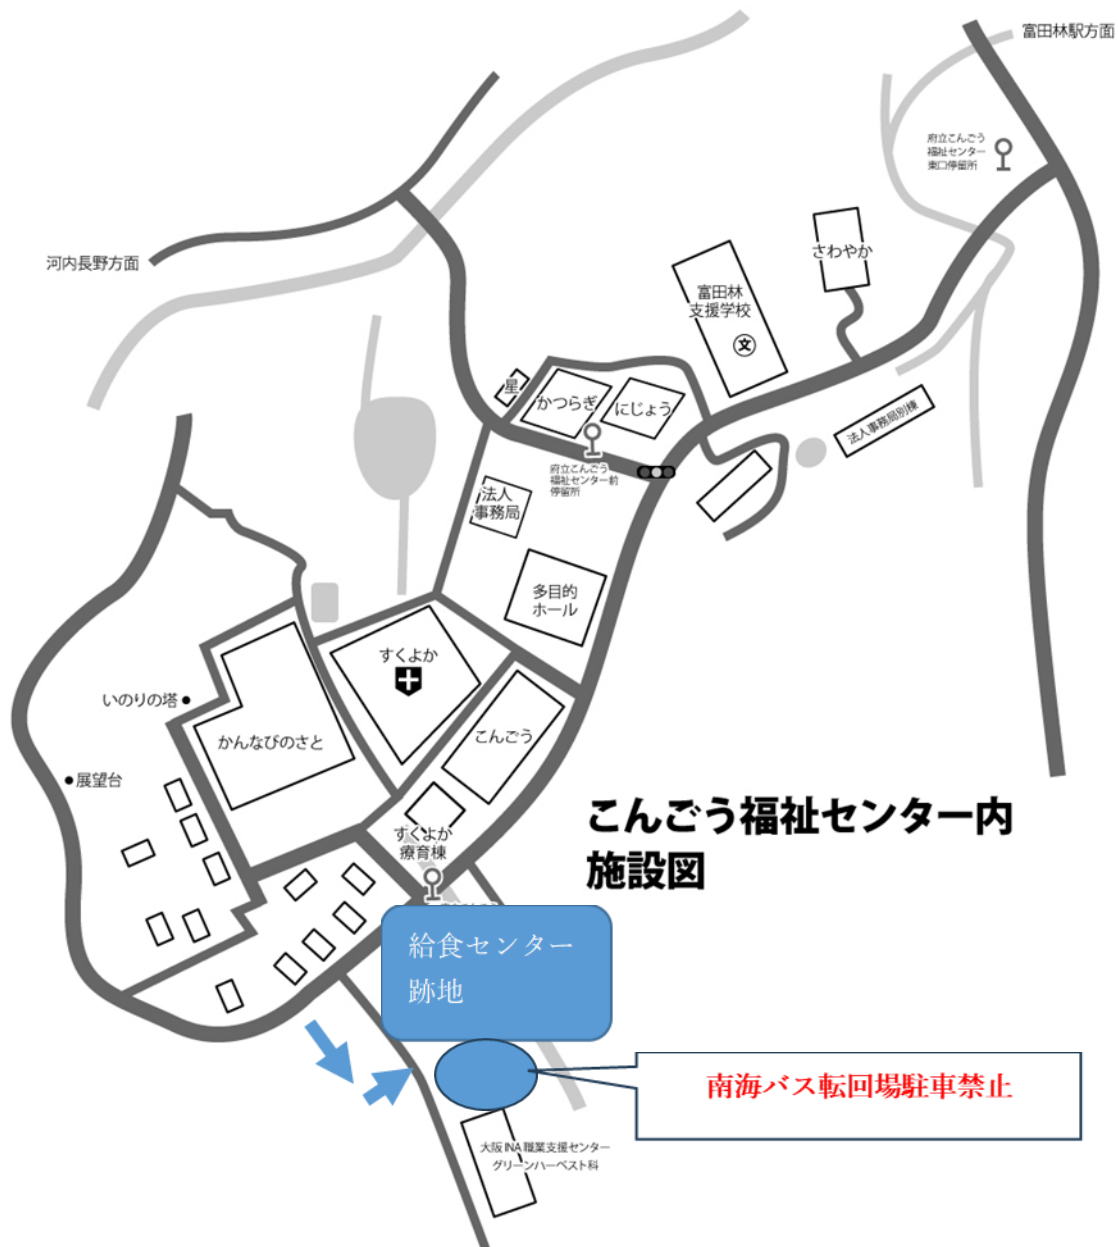 富田林駅方面
府立こんごう
福祉センター
東口停留所
さわやか
河内長野方面
富田林
支援学校
文
星
かつらぎ
にじょう
法人事務局別棟
府立こんごう
福祉センター前
停留所
法人
事務局
多目的
ホール
すくよか
いのりの塔
かんなびのさと
こんごう
展望台
こんごう福祉センター内
施設図
すくよか
療育棟
給食センター
跡地
南海バス転回場駐車禁止
大阪INA職業支援センター
グリーンハーベスト科